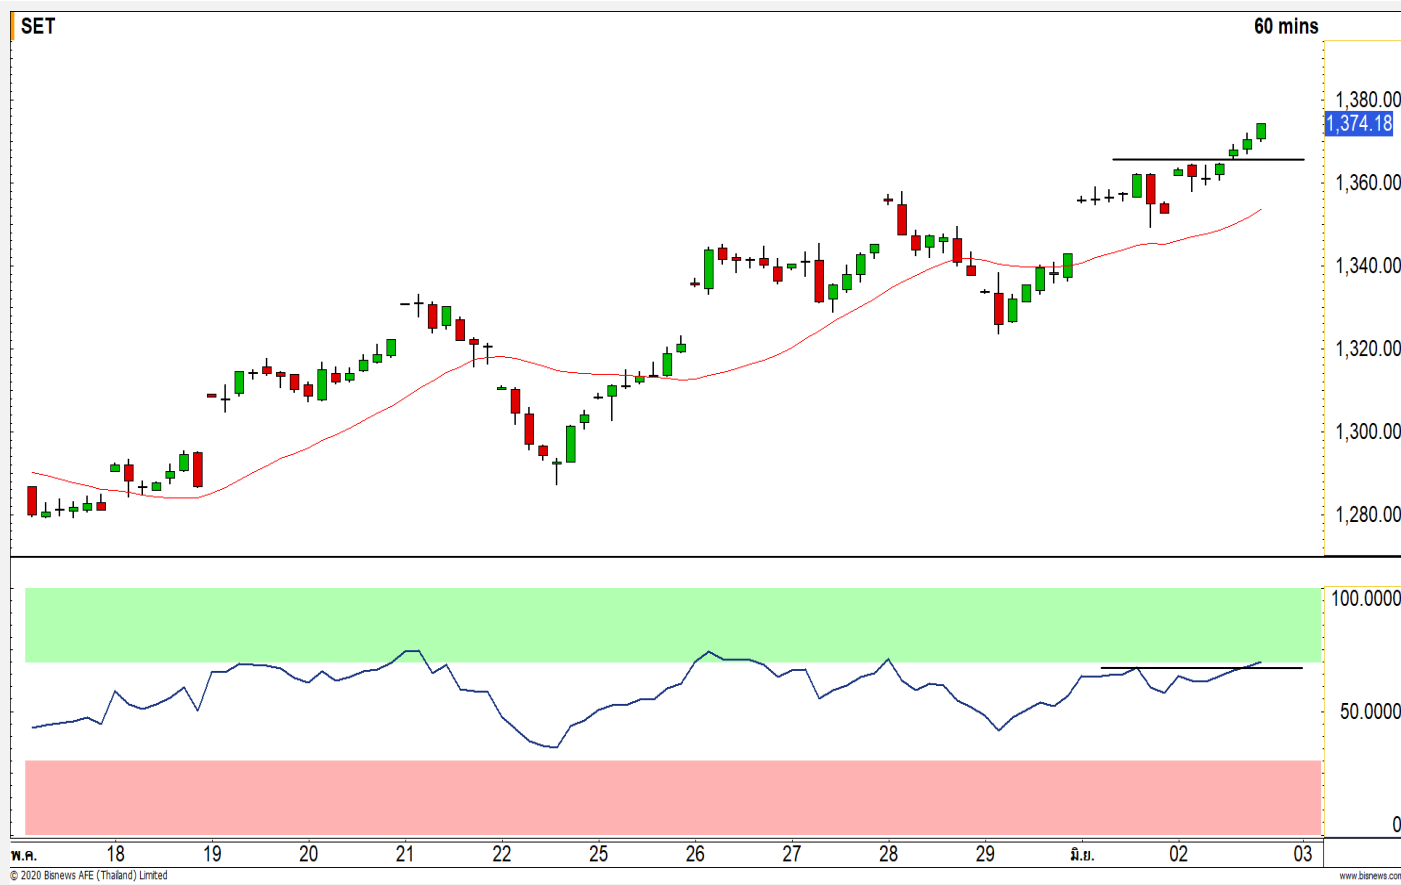 SET
60 mins
1,380.00
1,374.18
1,360.00
1,340.00
1,320.00
1,300.00
1,280.00
100.0000
50.0000
0
พ.ค. 18 19 20 21 22 25 26 27 28 29 มิ.ย. 02 03
© 2020 Bisnews AFE (Thailand) Limited
www.bisnews.com